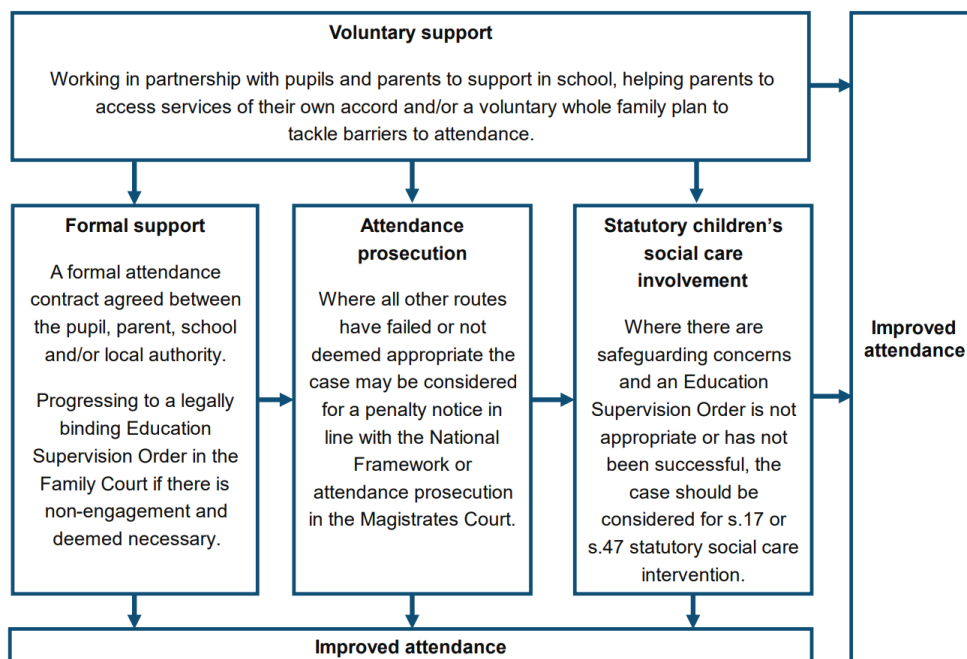 Voluntary support
Working in partnership with pupils and parents to support in school, helping parents to
access services of their own accord and/or a voluntary whole family plan to
tackle barriers to attendance.
Formal support
A formal attendance
contract agreed between
the pupil, parent, school
and/or local authority.
Progressing to a legally
binding Education
Supervision Order in the
Family Court if there is
non-engagement and
deemed necessary.
Attendance
prosecution
Where all other routes
have failed or not
deemed appropriate the
case may be considered
for a penalty notice in
line with the National
Framework or
attendance prosecution
in the Magistrates Court.
Statutory children’s
social care
involvement
Where there are
safeguarding concerns
and an Education
Supervision Order is not
appropriate or has not
been successful, the
case should be
considered for s.17 or
s.47 statutory social care
intervention.
Improved
attendance
Improved attendance